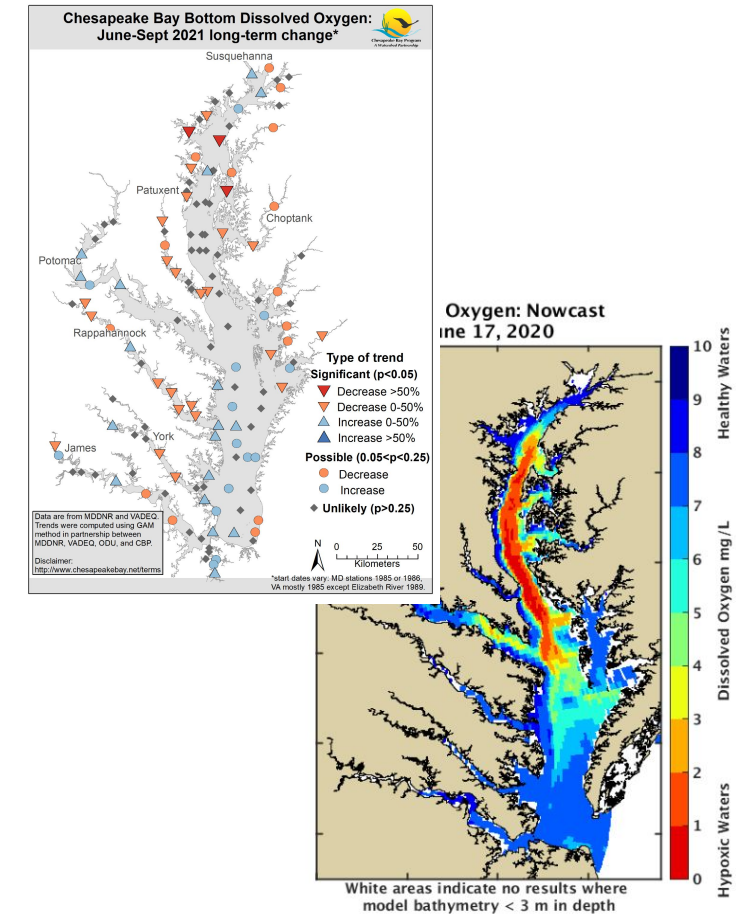 Chesapeake Bay Bottom Dissolved Oxygen:
June-Sept 2021 long-term change*
Chesapeake Bay Program
A Watershed Partnership
Susquehanna
Patuxent
Choptank
Potomac
Rappahannock
York
James
Type of trend
Significant (p<0.05)
Decrease >50%
Decrease 0-50%
Increase 0-50%
Increase >50%
Possible (0.05<p<0.25)
Decrease
Increase
Unlikely (p>0.25)
Data are from MDDNR and VADEQ.
Trends were computed using GAM
method in partnership between
MDDNR, VADEQ, ODU, and CBP.
Disclaimer:
http://www.chesapeakebay.net/terms
N
0 25 50
Kilometers
*start dates vary: MD stations 1985 or 1986,
VA mostly 1985 except Elizabeth River 1989.
Oxygen: Nowcast
ne 17, 2020
10
9
8
7
6
5
4
3
2
1
0
Healthy Waters
Dissolved Oxygen mg/L
Hypoxic Waters
White areas indicate no results where
model bathymetry < 3 m in depth